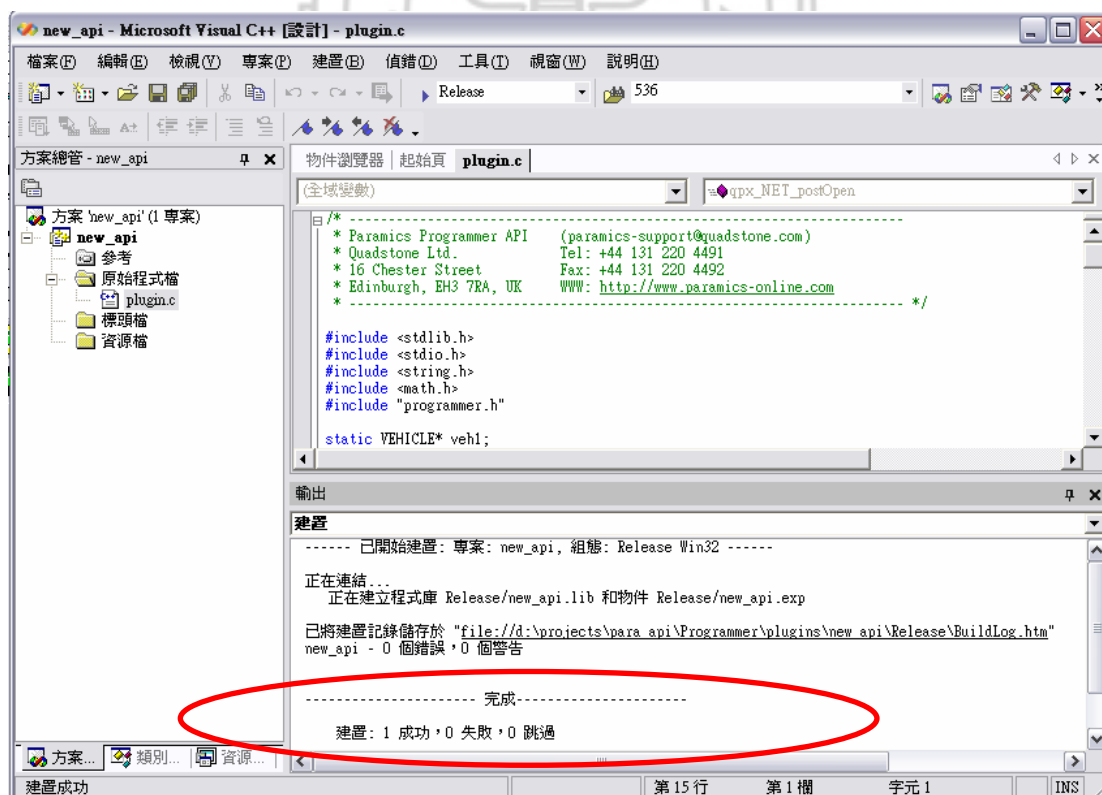 new_api - Microsoft Visual C++ [設計] - plugin.c
檔案(F) 編輯(E) 檢視(V) 專案(P) 建置(B) 偵錯(D) 工具(T) 視窗(W) 說明(H)
Release 536
方案總管 - new_api
方案 'new_api' (1 專案)
new_api
參考
原始程式檔
plugin.c
標頭檔
資源檔
方案... 類別... 資源...
物件瀏覽器 起始頁 plugin.c
(全域變數) qpx_NET_postOpen
/* -----------------------------------------------------------------------
* Paramics Programmer API (paramics-support@quadstone.com)
* Quadstone Ltd. Tel: +44 131 220 4491
* 16 Chester Street Fax: +44 131 220 4492
* Edinburgh, EH3 7RA, UK WWW: http://www.paramics-online.com
* ----------------------------------------------------------------------- */
#include <stdlib.h>
#include <stdio.h>
#include <string.h>
#include <math.h>
#include "programmer.h"
static VEHICLE* veh1;
輸出
建置
------ 已開始建置: 專案: new_api, 組態: Release Win32 ------
正在連結...
正在建立程式庫 Release/new_api.lib 和物件 Release/new_api.exp
已將建置記錄儲存於 "file://d:\projects\para_api\Programmer\plugins\new_api\Release\BuildLog.htm"
new_api - 0 個錯誤，0 個警告
---------------------- 完成----------------------
建置: 1 成功，0 失敗，0 跳過
建置成功 第 15 行 第 1 欄 字元 1 INS